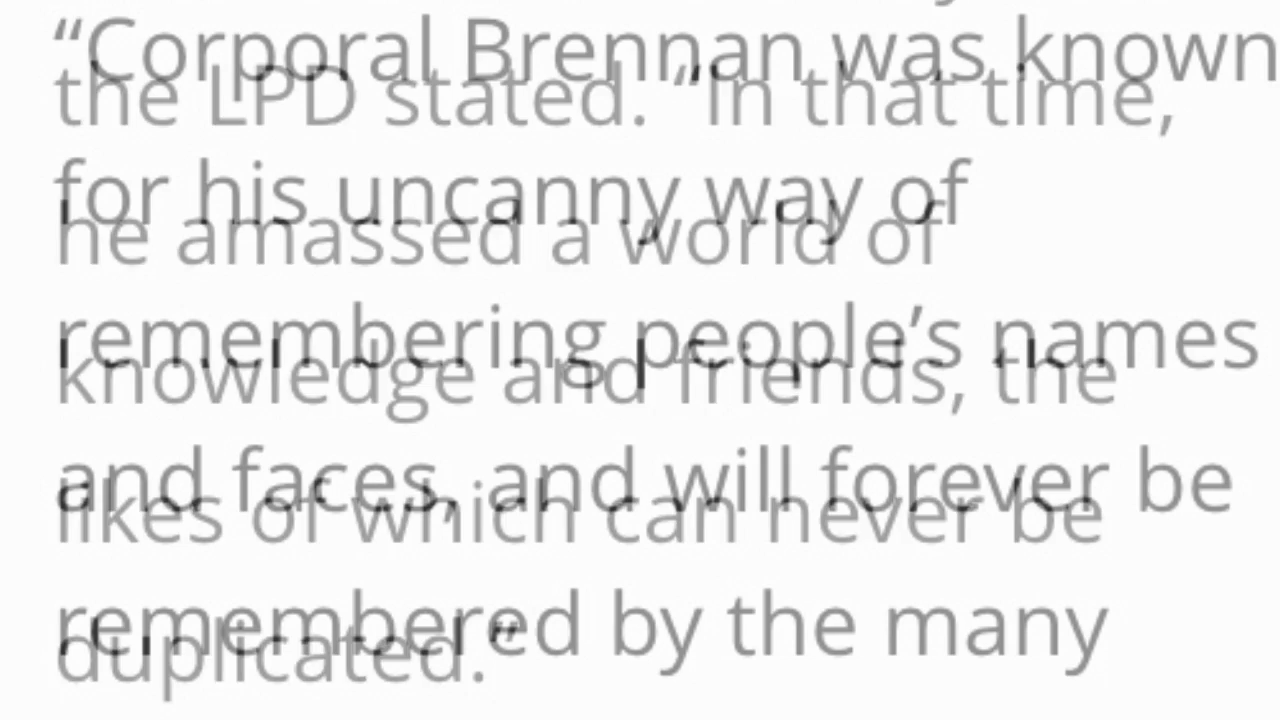 “Corporal Brennan was known
the LPD stated. “In that time,
for his uncanny way of
he amassed a world of
remembering people’s names
knowledge and friends, the
and faces, and will forever be
likes of which can never be
remembered by the many
duplicated.”